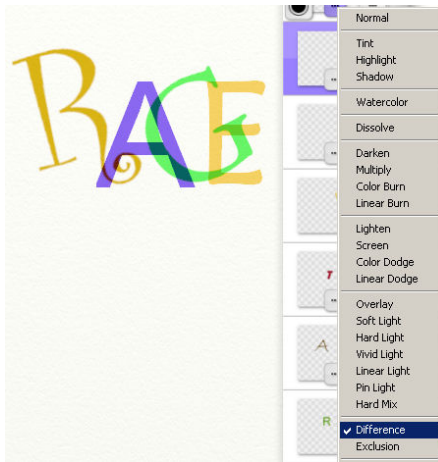 RAGE
Normal
Tint
Highlight
Shadow
Watercolor
Dissolve
Darken
Multiply
Color Burn
Linear Burn
Lighten
Screen
Color Dodge
Linear Dodge
Overlay
Soft Light
Hard Light
Vivid Light
Linear Light
Pin Light
Hard Mix
Difference
Exclusion
T
A
R